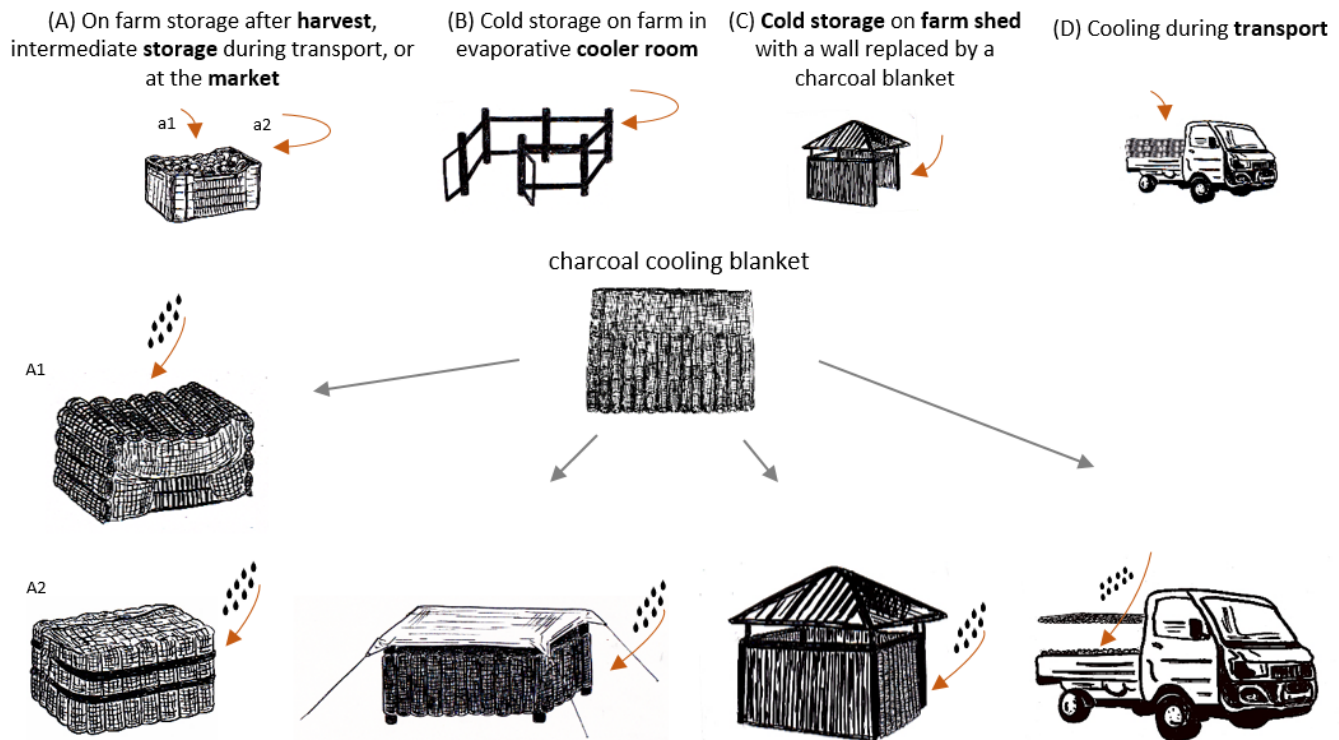 (A) On farm storage after harvest,
intermediate storage during transport, or
at the market
(B) Cold storage on farm in
evaporative cooler room
(C) Cold storage on farm shed
with a wall replaced by a
charcoal blanket
(D) Cooling during transport
a1
a2
charcoal cooling blanket
A1
A2